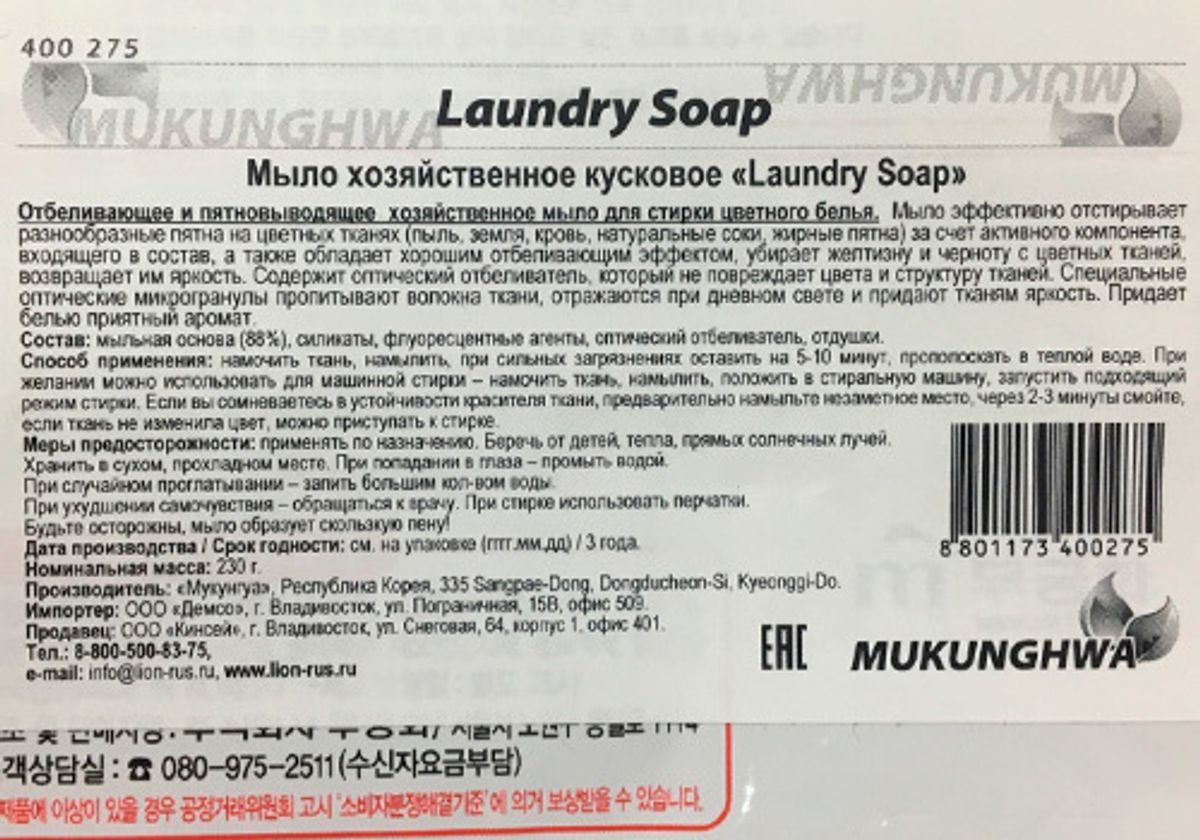 400 275
MUKUNGHWA
Laundry Soap
MUKUNGHWA
Мыло хозяйственное кусковое «Laundry Soap»
Отбеливающее и пятновыводящее хозяйственное мыло для стирки цветного белья. Мыло эффективно отстирывает
разнообразные пятна на цветных тканях (пыль, земля, кровь, натуральные соки, жирные пятна) за счет активного компонента,
входящего в состав, а также обладает хорошим отбеливающим эффектом, убирает желтизну и черноту с цветных тканей,
возвращает им яркость. Содержит оптический отбеливатель, который не повреждает цвета и структуру тканей. Специальные
оптические микрогранулы пропитывают волокна ткани, отражаются при дневном свете и придают тканям яркость. Придает
белью приятный аромат.
Состав: мыльная основа (88%), силикаты, флуоресцентные агенты, оптический отбеливатель, отдушки.
Способ применения: намочить ткань, намылить, при сильных загрязнениях оставить на 5-10 минут, прополоскать в теплой воде. При
желании можно использовать для машинной стирки – намочить ткань, намылить, положить в стиральную машину, запустить подходящий
режим стирки. Если вы сомневаетесь в устойчивости красителя ткани, предварительно намыльте незаметное место, через 2-3 минуты смойте,
если ткань не изменила цвет, можно приступать к стирке.
Меры предосторожности: применять по назначению. Беречь от детей, тепла, прямых солнечных лучей.
Хранить в сухом, прохладном месте. При попадании в глаза – промыть водой.
При случайном проглатывании – запить большим кол-вом воды.
При ухудшении самочувствия – обращаться к врачу. При стирке использовать перчатки.
Будьте осторожны, мыло образует скользкую пену!
Дата производства / Срок годности: см. на упаковке (гггг.мм.дд) / 3 года.
Номинальная масса: 230 г.
Производитель: «Мукунгуа», Республика Корея, 335 Sangpae-Dong, Dongducheon-Si, Kyeonggi-Do.
Импортер: ООО «Демсо», г. Владивосток, ул. Пограничная, 15В, офис 509.
Продавец: ООО «Кинсей», г. Владивосток, ул. Снеговая, 64, корпус 1, офис 401.
Тел.: 8-800-500-83-75,
e-mail: info@lion-rus.ru, www.lion-rus.ru
8 801173 400275
EAC
MUKUNGHWA
객상담실 : ☎ 080-975-2511 (수신자요금부담)
제품에 이상이 있을 경우 공정거래위원회 고시 '소비자분쟁해결기준'에 의거 보상받을 수 있습니다.